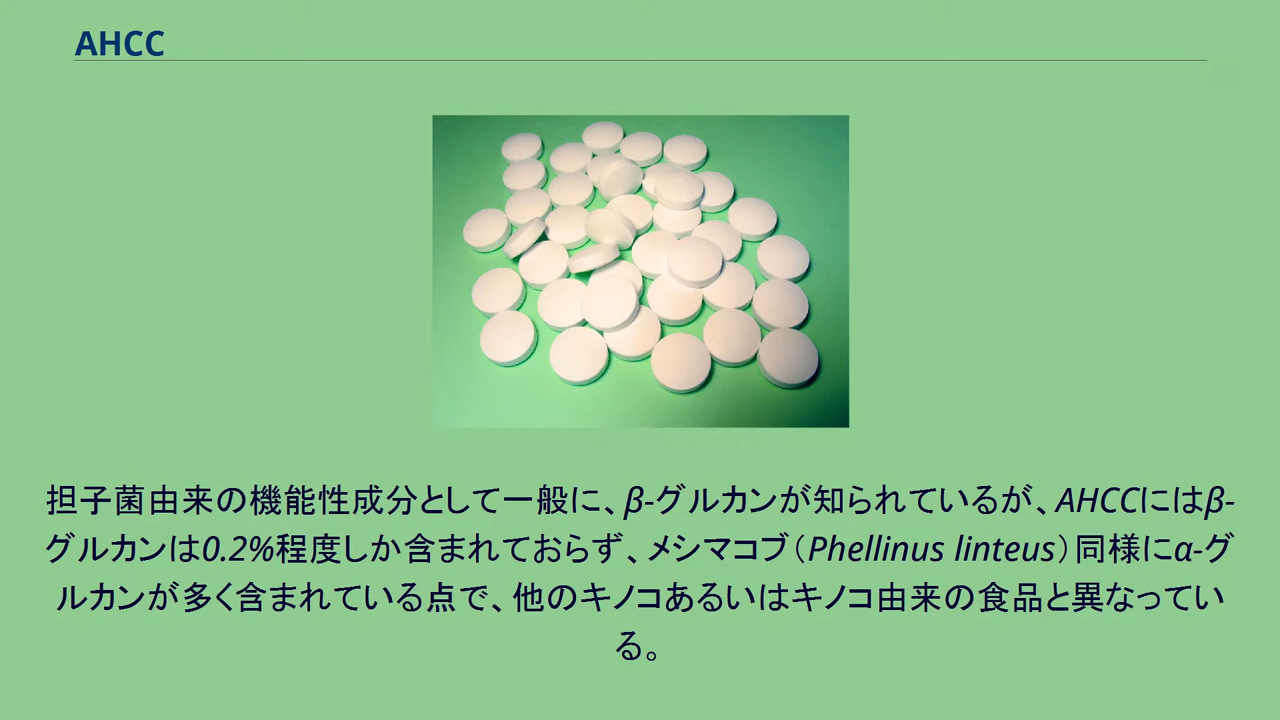 AHCC
担子菌由来の機能性成分として一般に、β-グルカンが知られているが、AHCCにはβ-
グルカンは0.2%程度しか含まれておらず、メシマコブ（Phellinus linteus）同様にα-グ
ルカンが多く含まれている点で、他のキノコあるいはキノコ由来の食品と異なってい
る。